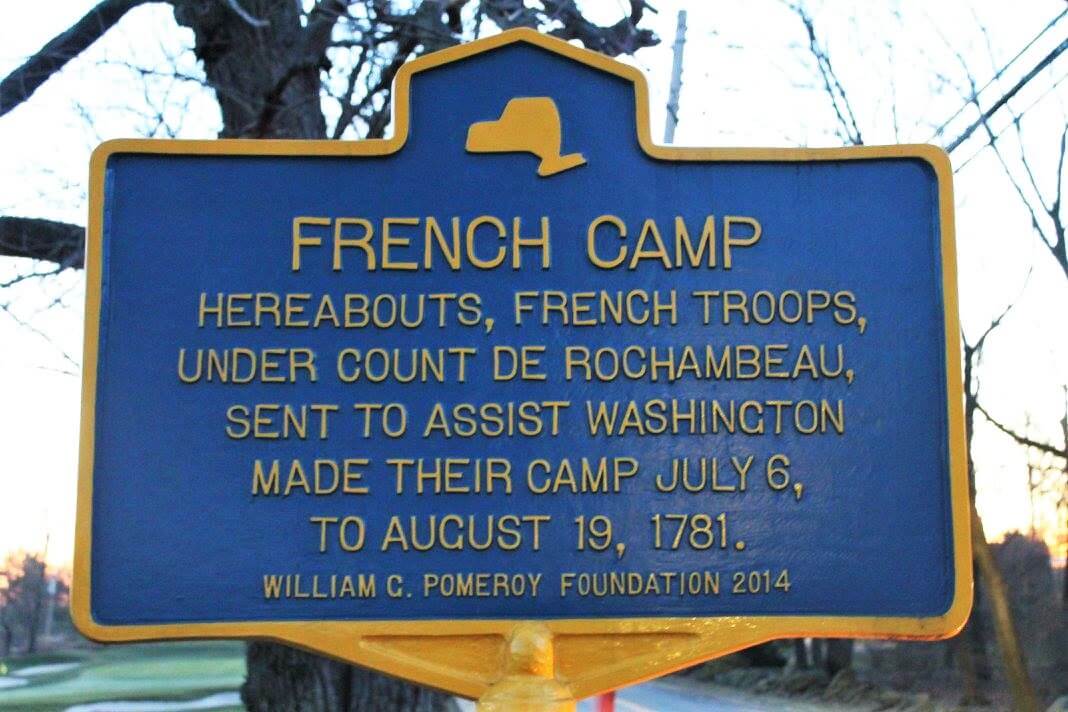 FRENCH CAMP
HEREABOUTS, FRENCH TROOPS,
UNDER COUNT DE ROCHAMBEAU,
SENT TO ASSIST WASHINGTON
MADE THEIR CAMP JULY 6,
TO AUGUST 19, 1781.
WILLIAM G. POMEROY FOUNDATION 2014